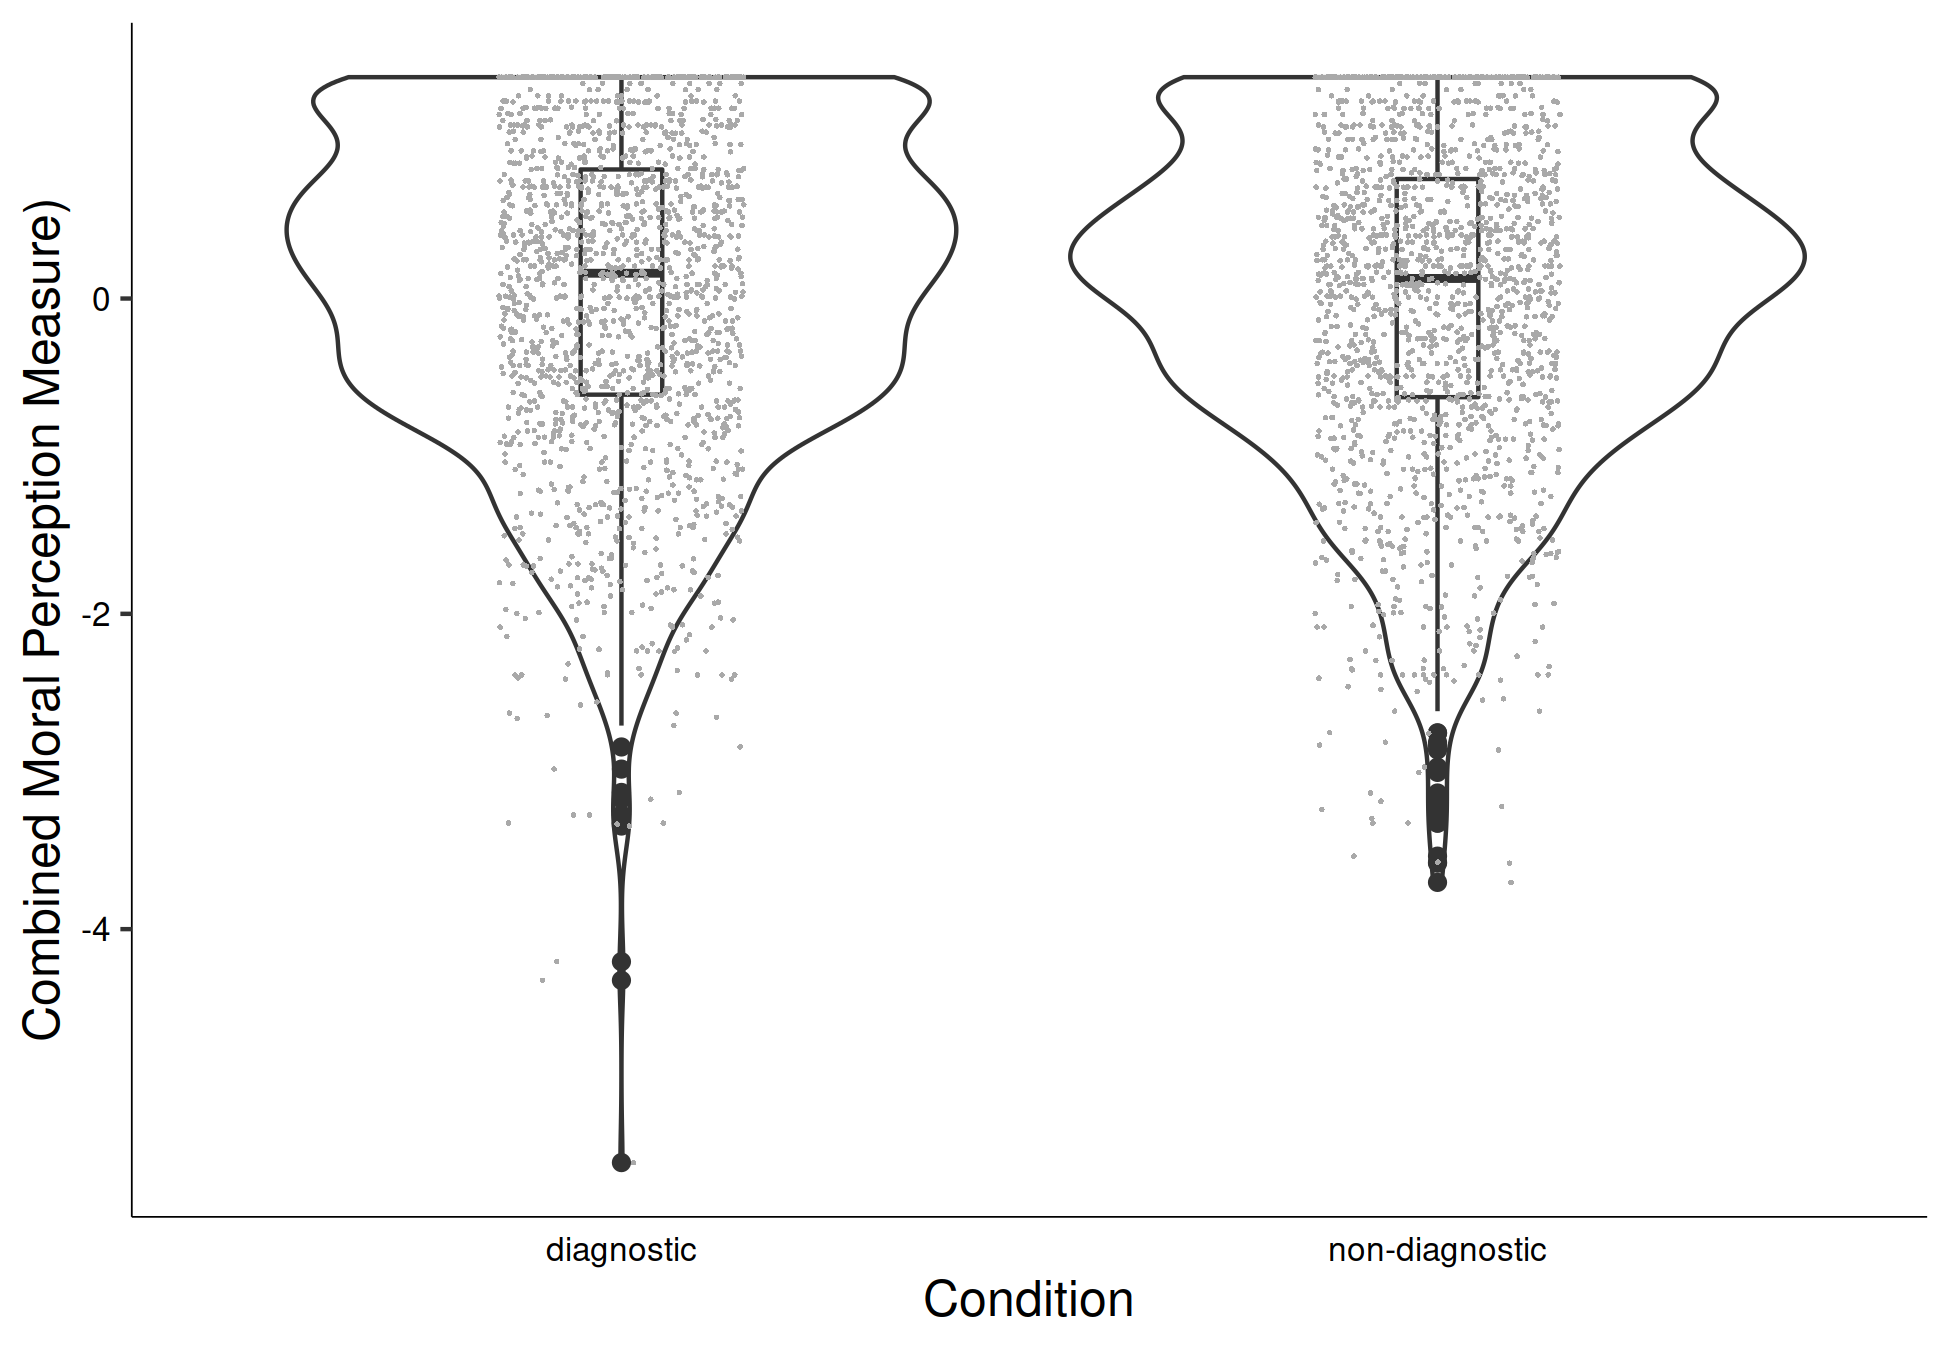 Combined Moral Perception Measure)
0
-2
-4
diagnostic
non-diagnostic
Condition